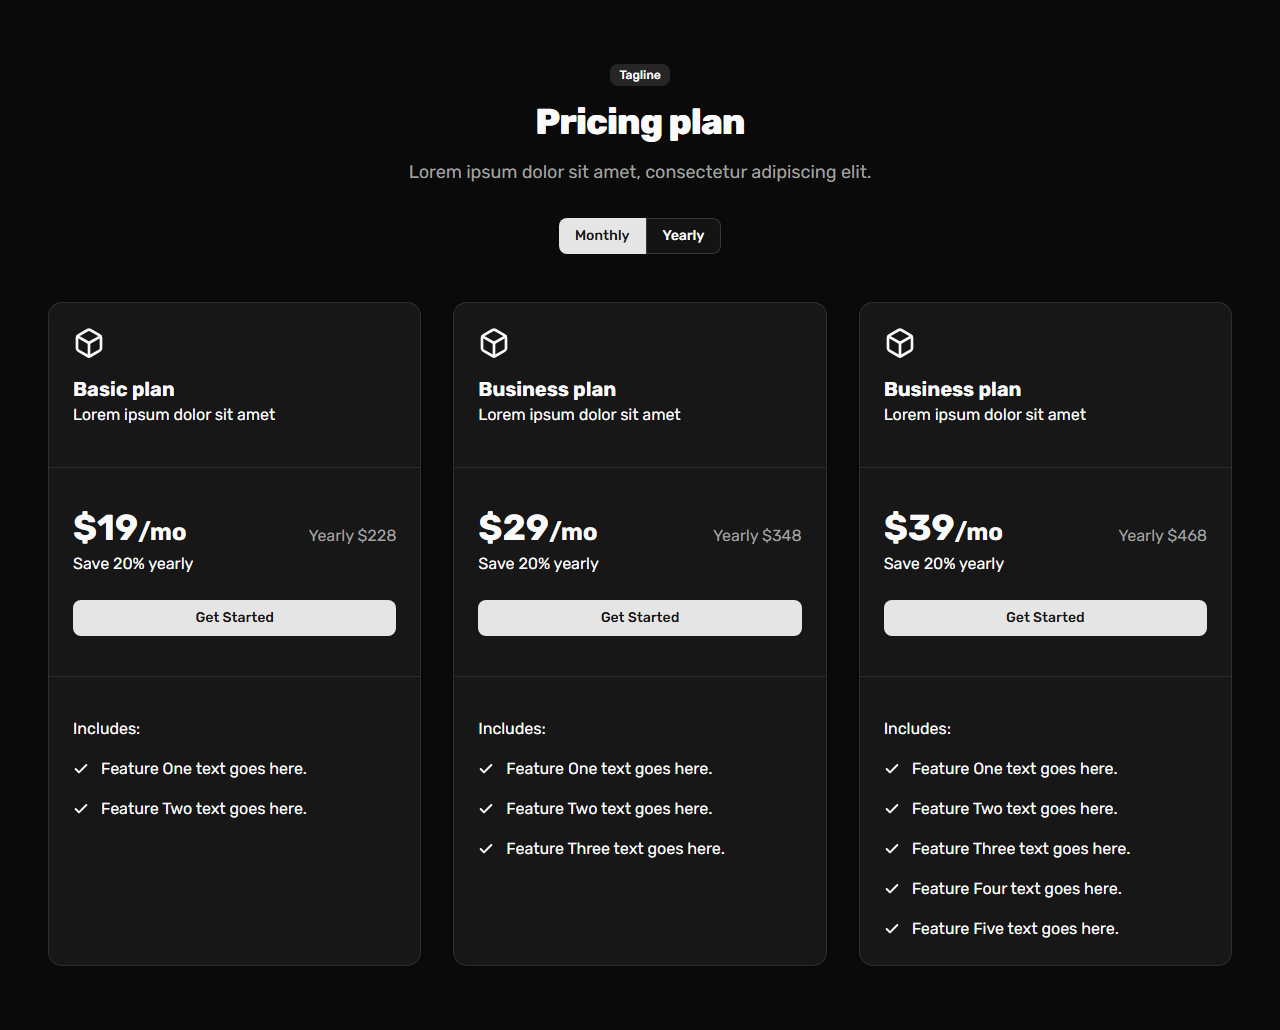 Tagline
Pricing plan
Lorem ipsum dolor sit amet, consectetur adipiscing elit.
Monthly Yearly
Basic plan
Lorem ipsum dolor sit amet
$19/mo Yearly $228
Save 20% yearly
Get Started
Includes:
Feature One text goes here.
Feature Two text goes here.
Business plan
Lorem ipsum dolor sit amet
$29/mo Yearly $348
Save 20% yearly
Get Started
Includes:
Feature One text goes here.
Feature Two text goes here.
Feature Three text goes here.
Business plan
Lorem ipsum dolor sit amet
$39/mo Yearly $468
Save 20% yearly
Get Started
Includes:
Feature One text goes here.
Feature Two text goes here.
Feature Three text goes here.
Feature Four text goes here.
Feature Five text goes here.